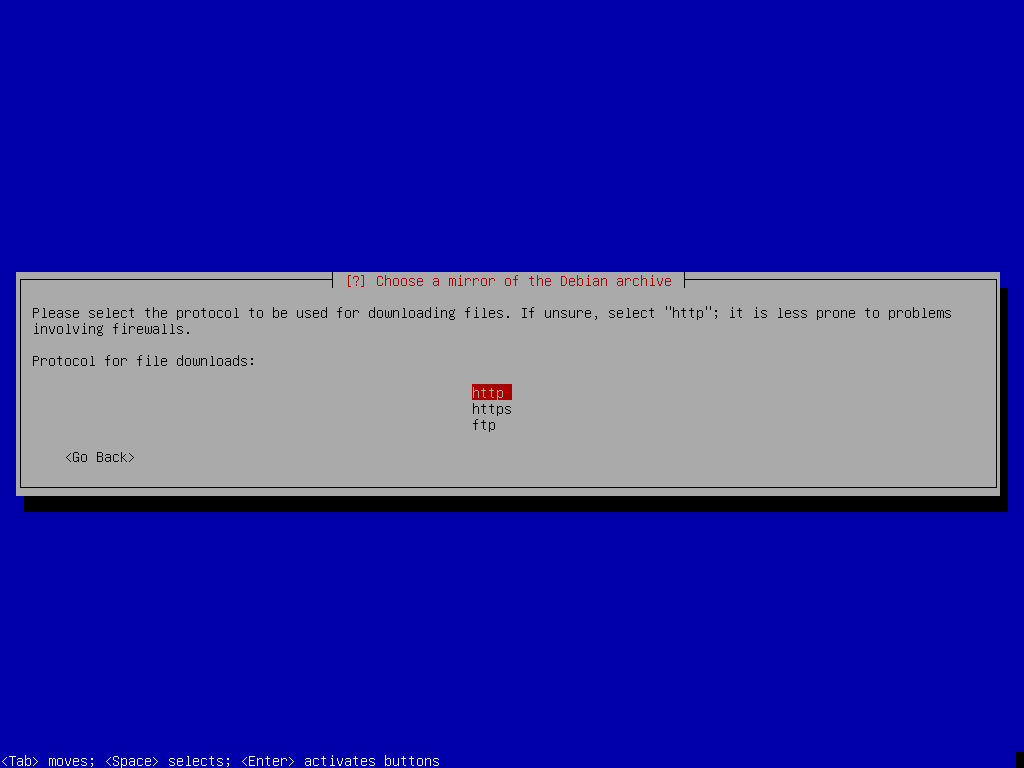 [?] Choose a mirror of the Debian archive
Please select the protocol to be used for downloading files. If unsure, select "http"; it is less prone to problems
involving firewalls.
Protocol for file downloads:
http
https
ftp
<Go Back>
<Tab> moves; <Space> selects; <Enter> activates buttons